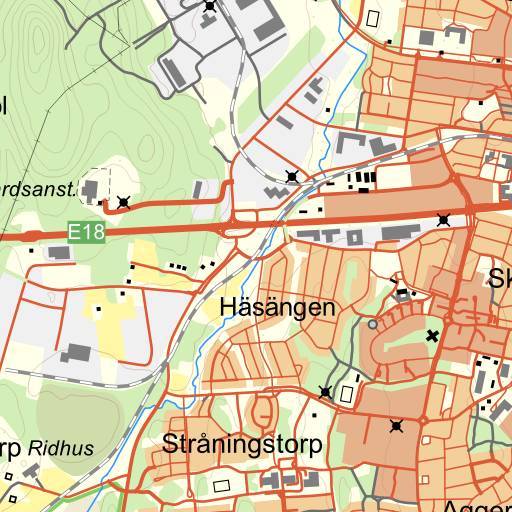 ol
rdsanst.
E18
Sk
Häsängen
Stråningstorp
rp Ridhus
Agger